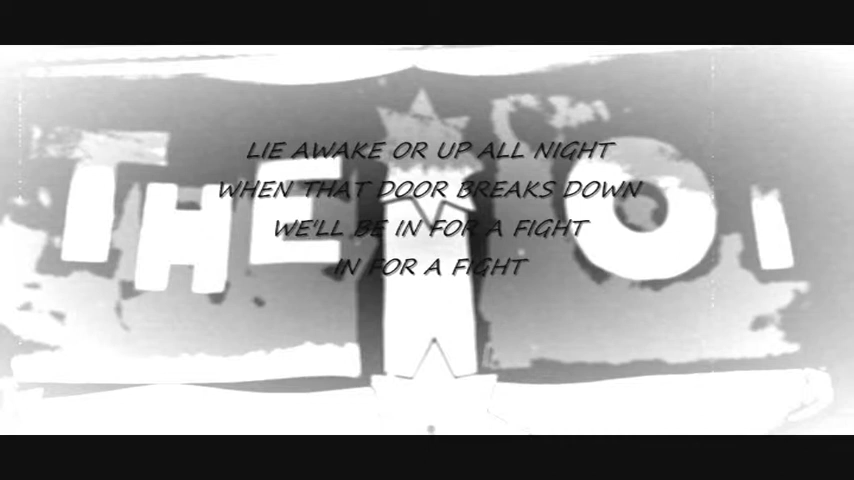 LIE AWAKE OR UP ALL NIGHT
WHEN THAT DOOR BREAKS DOWN
WE'LL BE IN FOR A FIGHT
IN FOR A FIGHT
THE